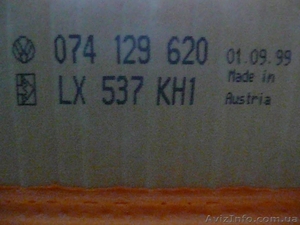 074 129 620 01.09.99
LX 537 KH1 Made in
Austria
AvizInfo.com.ua